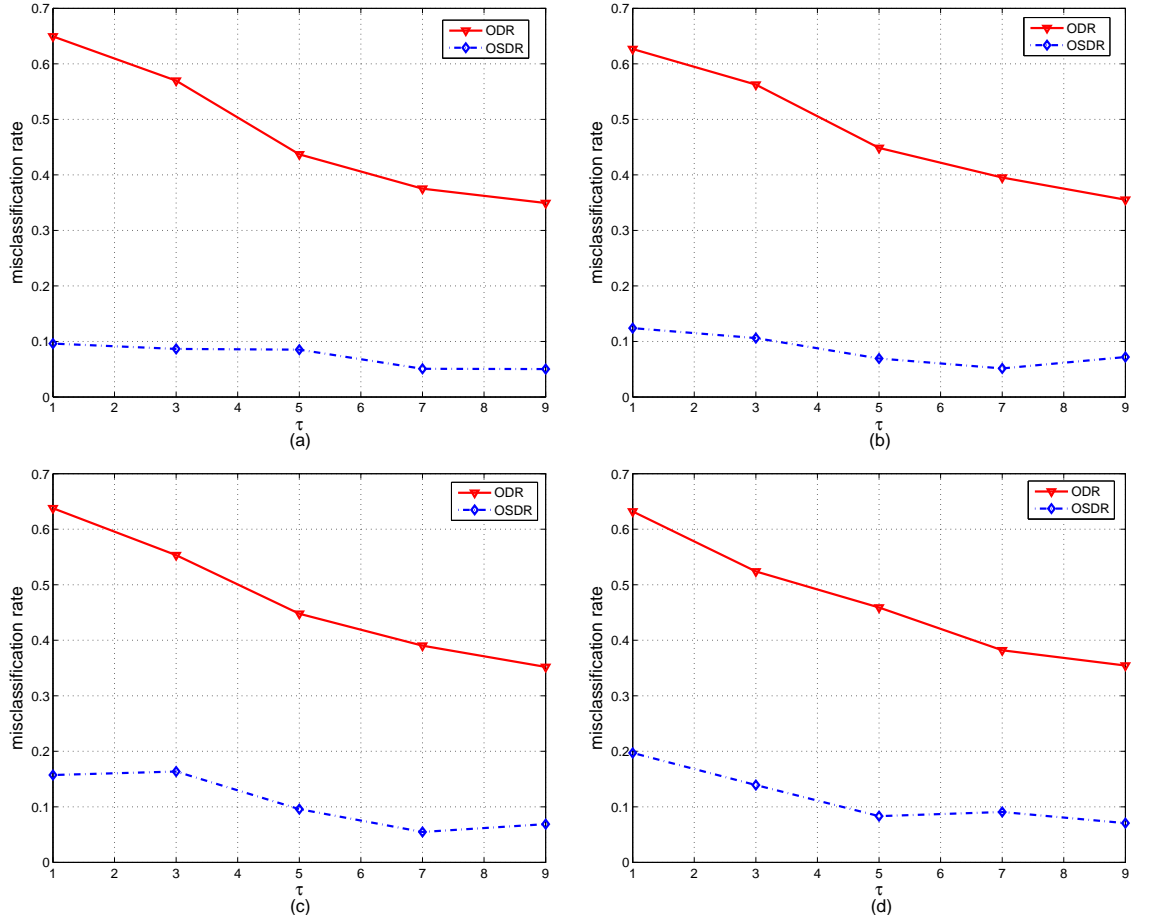 0.7
0.6
0.5
0.4
0.3
0.2
0.1
0
misclassification rate
ODR
OSDR
1 2 3 4 5 6 7 8 9
τ
(a)
0.7
0.6
0.5
0.4
0.3
0.2
0.1
0
misclassification rate
ODR
OSDR
1 2 3 4 5 6 7 8 9
τ
(b)
0.7
0.6
0.5
0.4
0.3
0.2
0.1
0
misclassification rate
ODR
OSDR
1 2 3 4 5 6 7 8 9
τ
(c)
0.7
0.6
0.5
0.4
0.3
0.2
0.1
0
misclassification rate
ODR
OSDR
1 2 3 4 5 6 7 8 9
τ
(d)